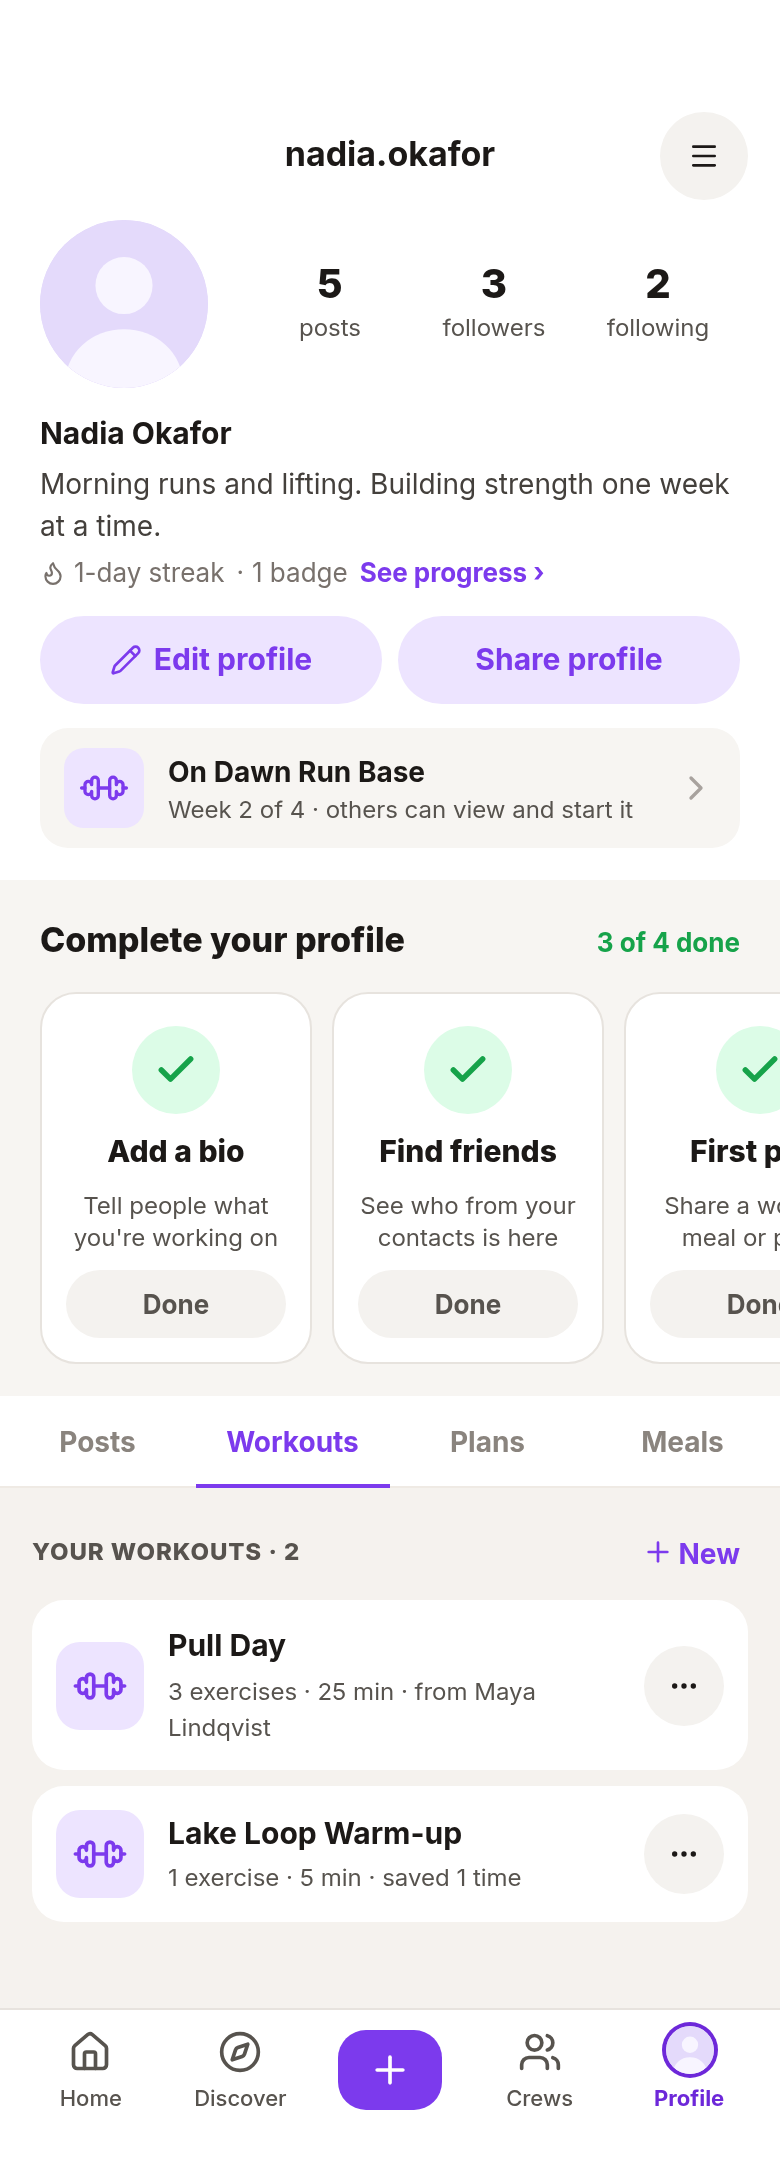 nadia.okafor
5 3 2
posts followers following
Nadia Okafor
Morning runs and lifting. Building strength one week
at a time.
1-day streak · 1 badge See progress ›
Edit profile Share profile
On Dawn Run Base
Week 2 of 4 · others can view and start it
Complete your profile 3 of 4 done
Add a bio
Tell people what
you're working on
Done
Find friends
See who from your
contacts is here
Done
First
Share a
meal or
Posts Workouts Plans Meals
YOUR WORKOUTS · 2 + New
Pull Day
3 exercises · 25 min · from Maya
Lindqvist
Lake Loop Warm-up
1 exercise · 5 min · saved 1 time
Home Discover Crews Profile